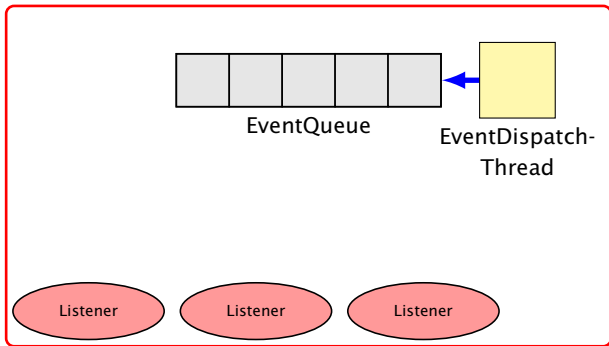 EventQueue
EventDispatch-
Thread
Listener
Listener
Listener